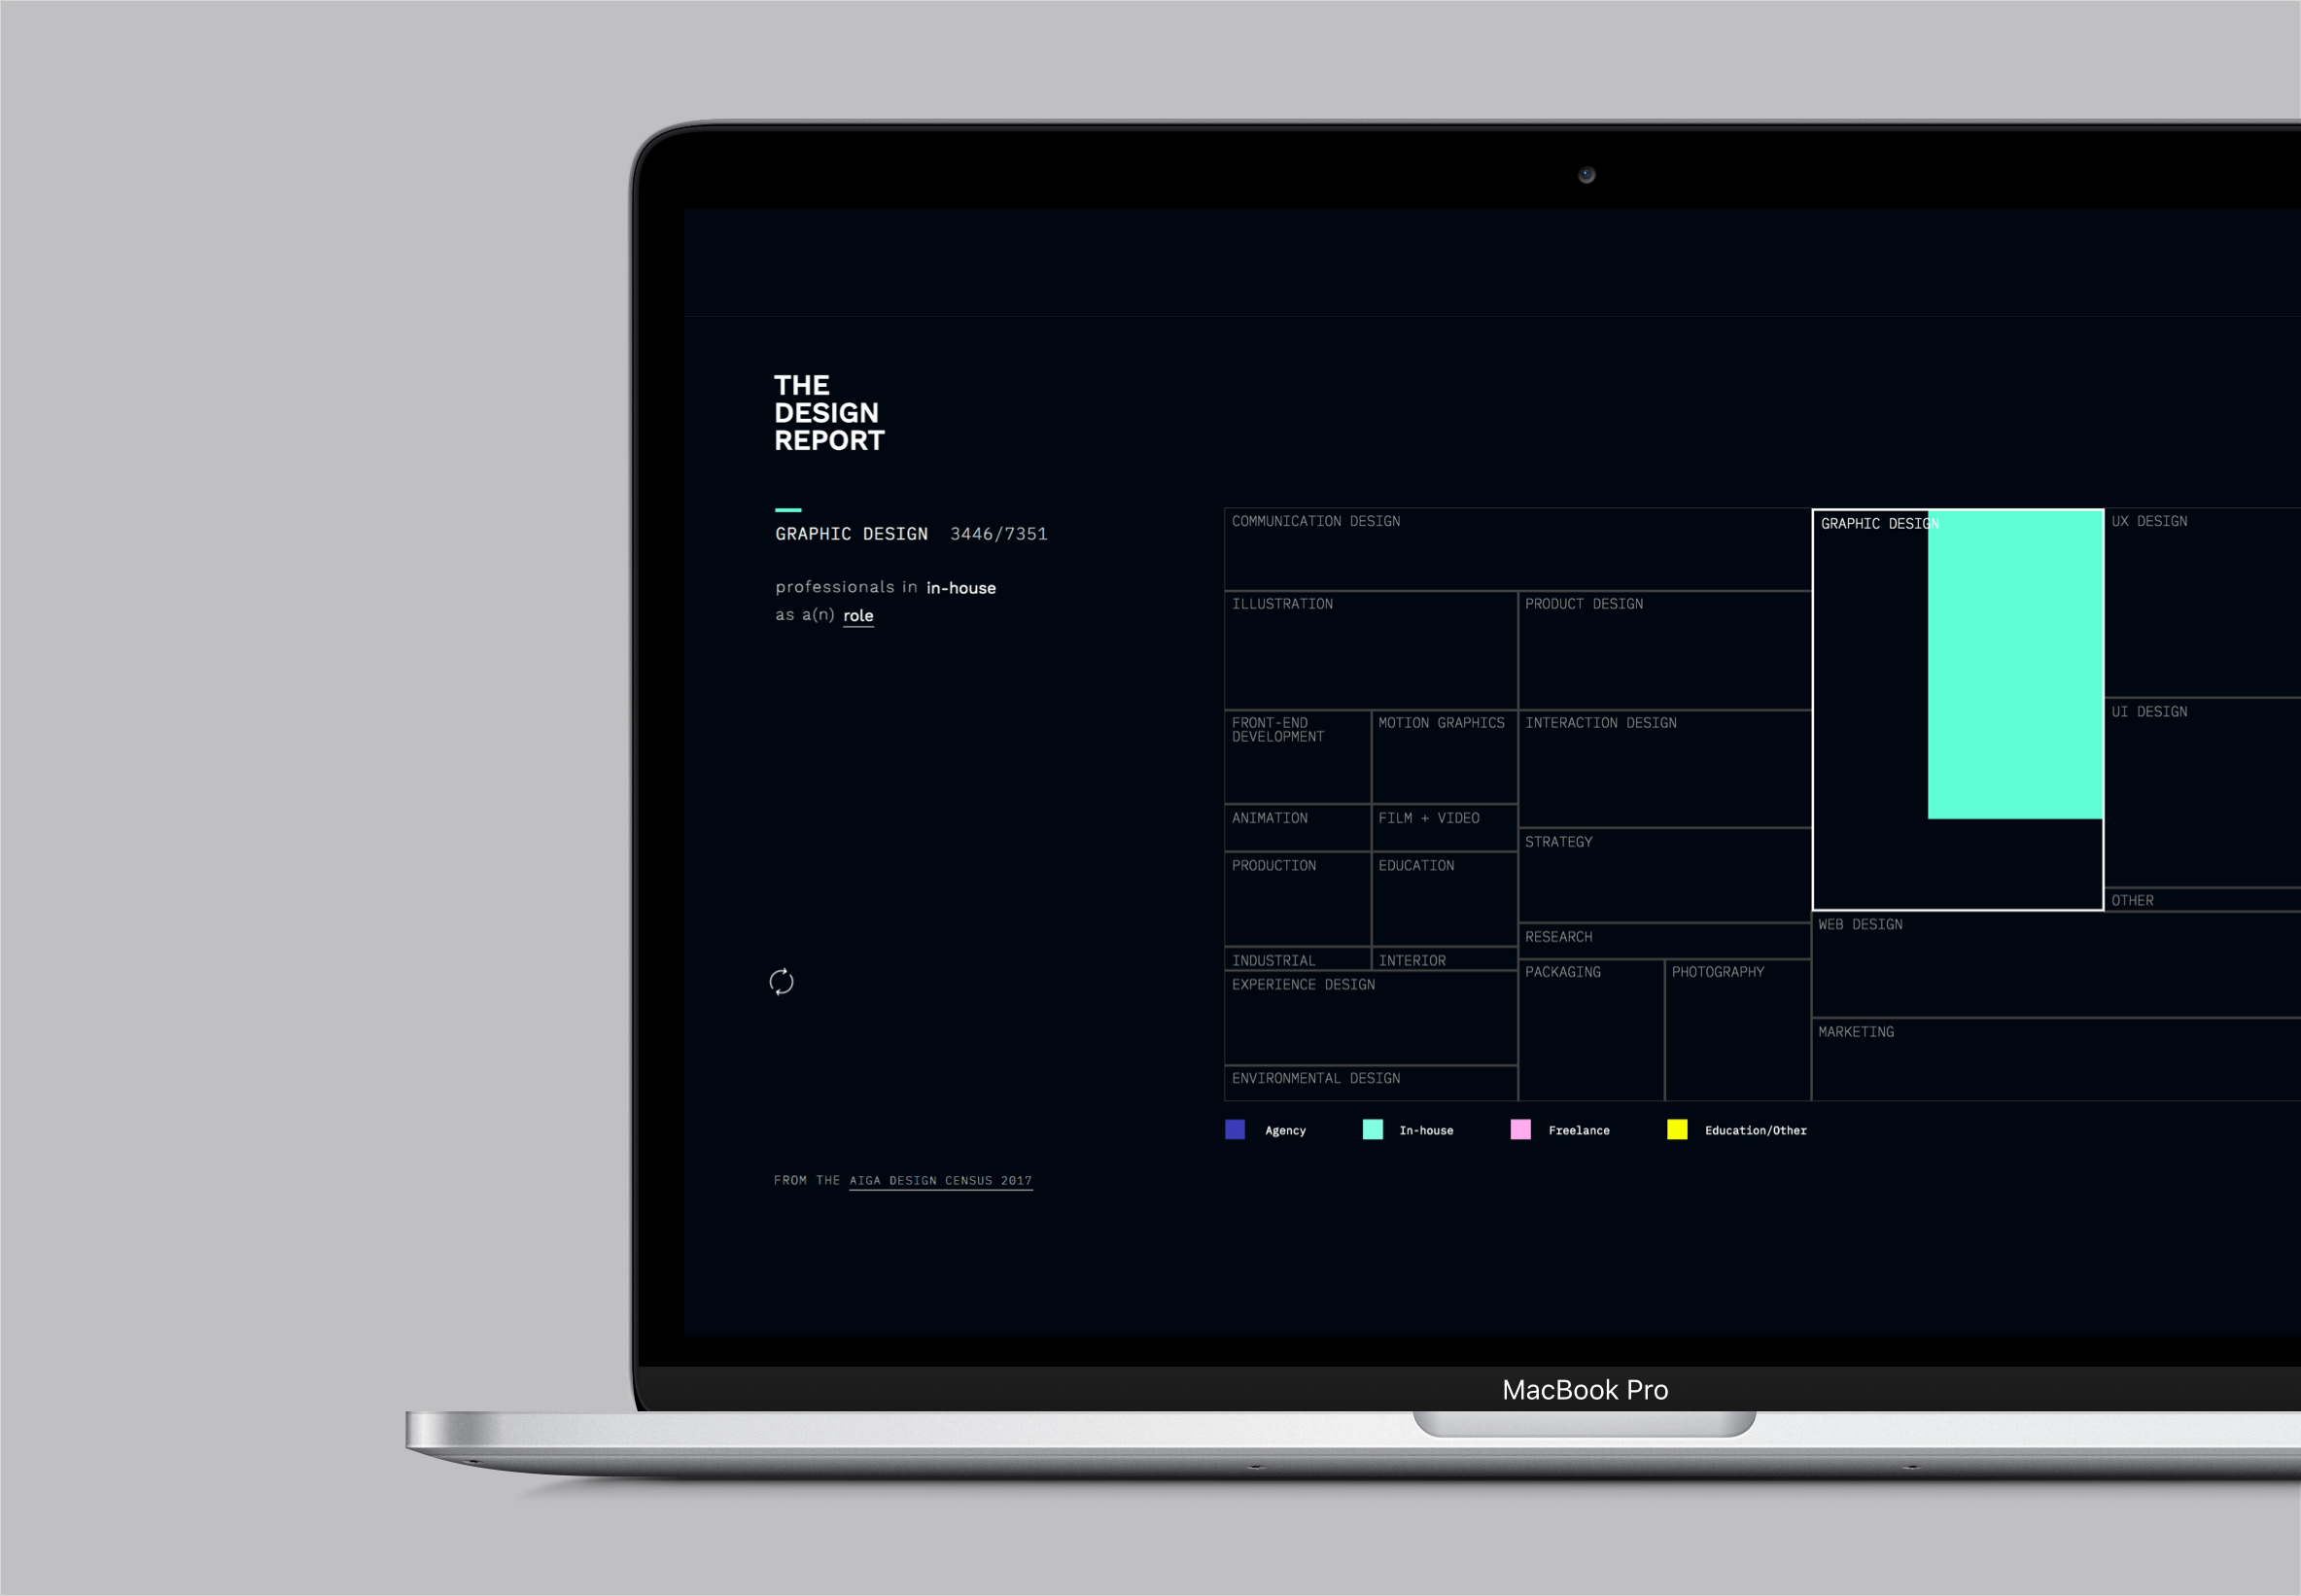 THE
DESIGN
REPORT
GRAPHIC DESIGN 3446/7351
professionals in in-house
as a(n) role
COMMUNICATION DESIGN
GRAPHIC DESIGN
UX DESIGN
ILLUSTRATION
PRODUCT DESIGN
UI DESIGN
FRONT-END
DEVELOPMENT
MOTION GRAPHICS
INTERACTION DESIGN
ANIMATION
FILM + VIDEO
STRATEGY
PRODUCTION
EDUCATION
OTHER
WEB DESIGN
RESEARCH
INDUSTRIAL
INTERIOR
PACKAGING
PHOTOGRAPHY
EXPERIENCE DESIGN
MARKETING
ENVIRONMENTAL DESIGN
Agency
In-house
Freelance
Education/Other
FROM THE AIGA DESIGN CENSUS 2017
MacBook Pro